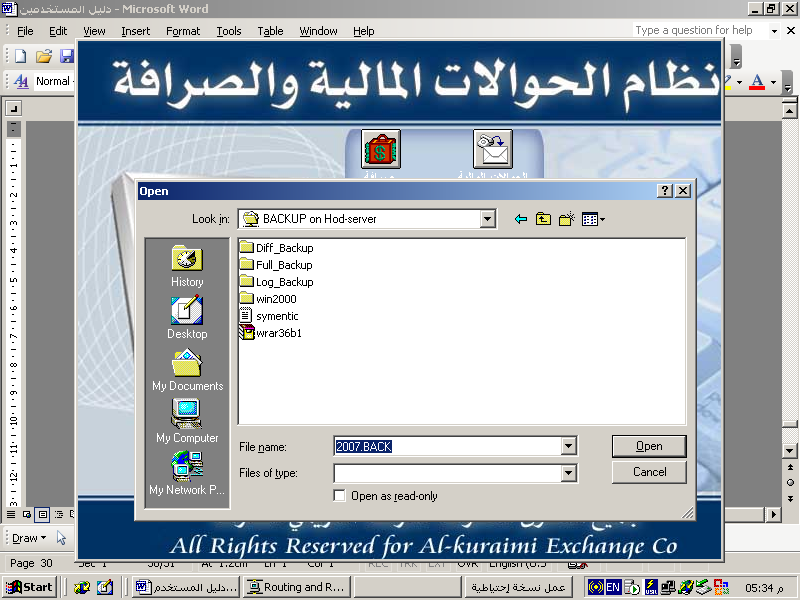 دليل المستخدمين - Microsoft Word
File Edit View Insert Format Tools Table Window Help
Type a question for help
Normal
نظام الحوالات المالية والصرافة
Open
Look in:
BACKUP on Hod-server
History
Desktop
My Documents
My Computer
My Network P...
Diff_Backup
Full_Backup
Log_Backup
win2000
symentic
wrar36b1
File name:
2007.BACK
Open
Files of type:
Cancel
Open as read-only
All Rights Reserved for Al-kuraimi Exchange Co
Draw
Page 30 Sec 1 30/31 At 1.2cm Ln 1 Col 1 REC TRK EXT OVR English (U.S
Start
دليل المستخدم...
Routing and R...
عمل نسخة إحتياطية
EN
05:34 م